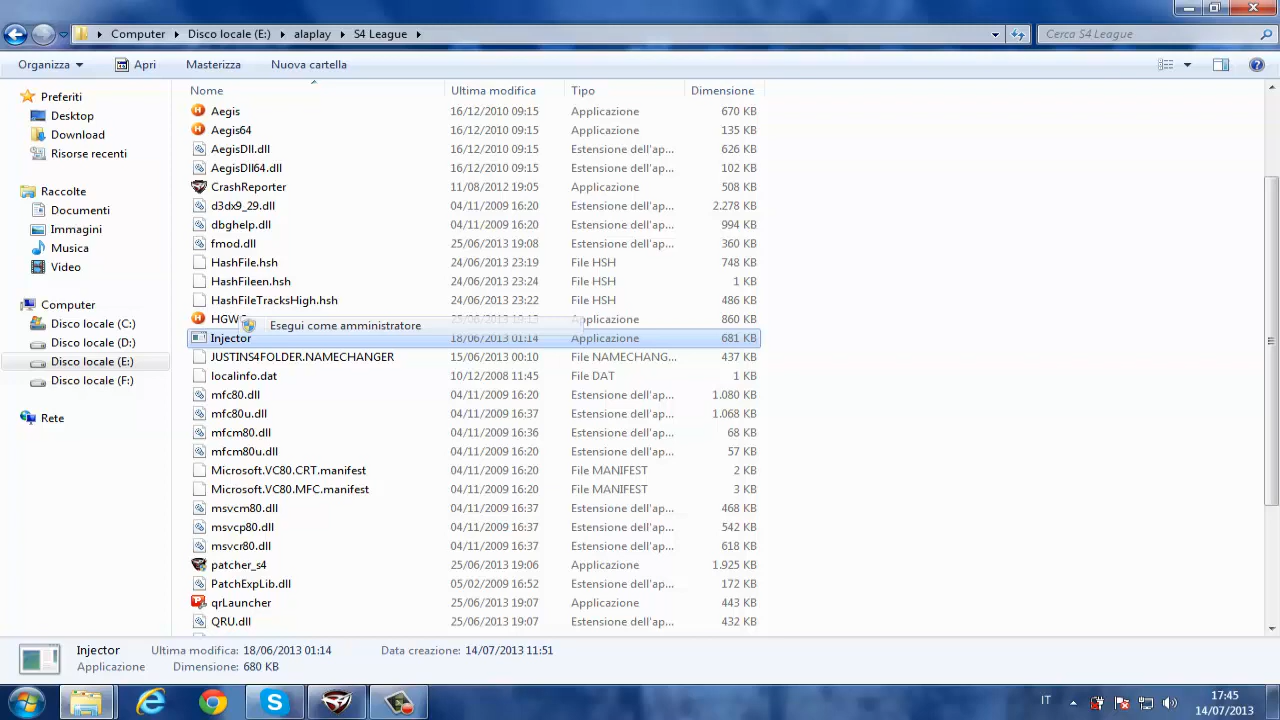 Computer Disco locale (E:) alaplay S4 League
Cerca S4 League
Organizza Apri Masterizza Nuova cartella
Preferiti
Desktop
Download
Risorse recenti
Raccolte
Documenti
Immagini
Musica
Video
Computer
Disco locale (C:)
Disco locale (D:)
Disco locale (E:)
Disco locale (F:)
Rete
Nome Ultima modifica Tipo Dimensione
Aegis 16/12/2010 09:15 Applicazione 670 KB
Aegis64 16/12/2010 09:15 Applicazione 135 KB
AegisDll.dll 16/12/2010 09:15 Estensione dell'ap... 626 KB
AegisDll64.dll 16/12/2010 09:15 Estensione dell'ap... 102 KB
CrashReporter 11/08/2012 19:05 Applicazione 508 KB
d3dx9_29.dll 04/11/2009 16:20 Estensione dell'ap... 2.278 KB
dbghelp.dll 04/11/2009 16:20 Estensione dell'ap... 994 KB
fmod.dll 25/06/2013 19:08 Estensione dell'ap... 360 KB
HashFile.hsh 24/06/2013 23:19 File HSH 748 KB
HashFileen.hsh 24/06/2013 23:24 File HSH 1 KB
HashFileTracksHigh.hsh 24/06/2013 23:22 File HSH 486 KB
860 KB
Esegui come amministratore
Injector 18/06/2013 01:14 Applicazione 681 KB
JUSTINS4FOLDER.NAMECHANGER 15/06/2013 00:10 File NAMECHANG... 437 KB
localinfo.dat 10/12/2008 11:45 File DAT 1 KB
mfc80.dll 04/11/2009 16:20 Estensione dell'ap... 1.080 KB
mfc80u.dll 04/11/2009 16:37 Estensione dell'ap... 1.068 KB
mfcm80.dll 04/11/2009 16:36 Estensione dell'ap... 68 KB
mfcm80u.dll 04/11/2009 16:37 Estensione dell'ap... 57 KB
Microsoft.VC80.CRT.manifest 04/11/2009 16:20 File MANIFEST 2 KB
Microsoft.VC80.MFC.manifest 04/11/2009 16:20 File MANIFEST 3 KB
msvcm80.dll 04/11/2009 16:37 Estensione dell'ap... 468 KB
msvcp80.dll 04/11/2009 16:37 Estensione dell'ap... 542 KB
msvcr80.dll 04/11/2009 16:37 Estensione dell'ap... 618 KB
patcher_s4 25/06/2013 19:06 Applicazione 1.925 KB
PatchExpLib.dll 05/02/2009 16:52 Estensione dell'ap... 172 KB
qrLauncher 25/06/2013 19:07 Applicazione 443 KB
QRU.dll 25/06/2013 19:07 Estensione dell'ap... 432 KB
Injector Ultima modifica: 18/06/2013 01:14 Data creazione: 14/07/2013 11:51
Applicazione Dimensione: 680 KB
IT
17:45
14/07/2013